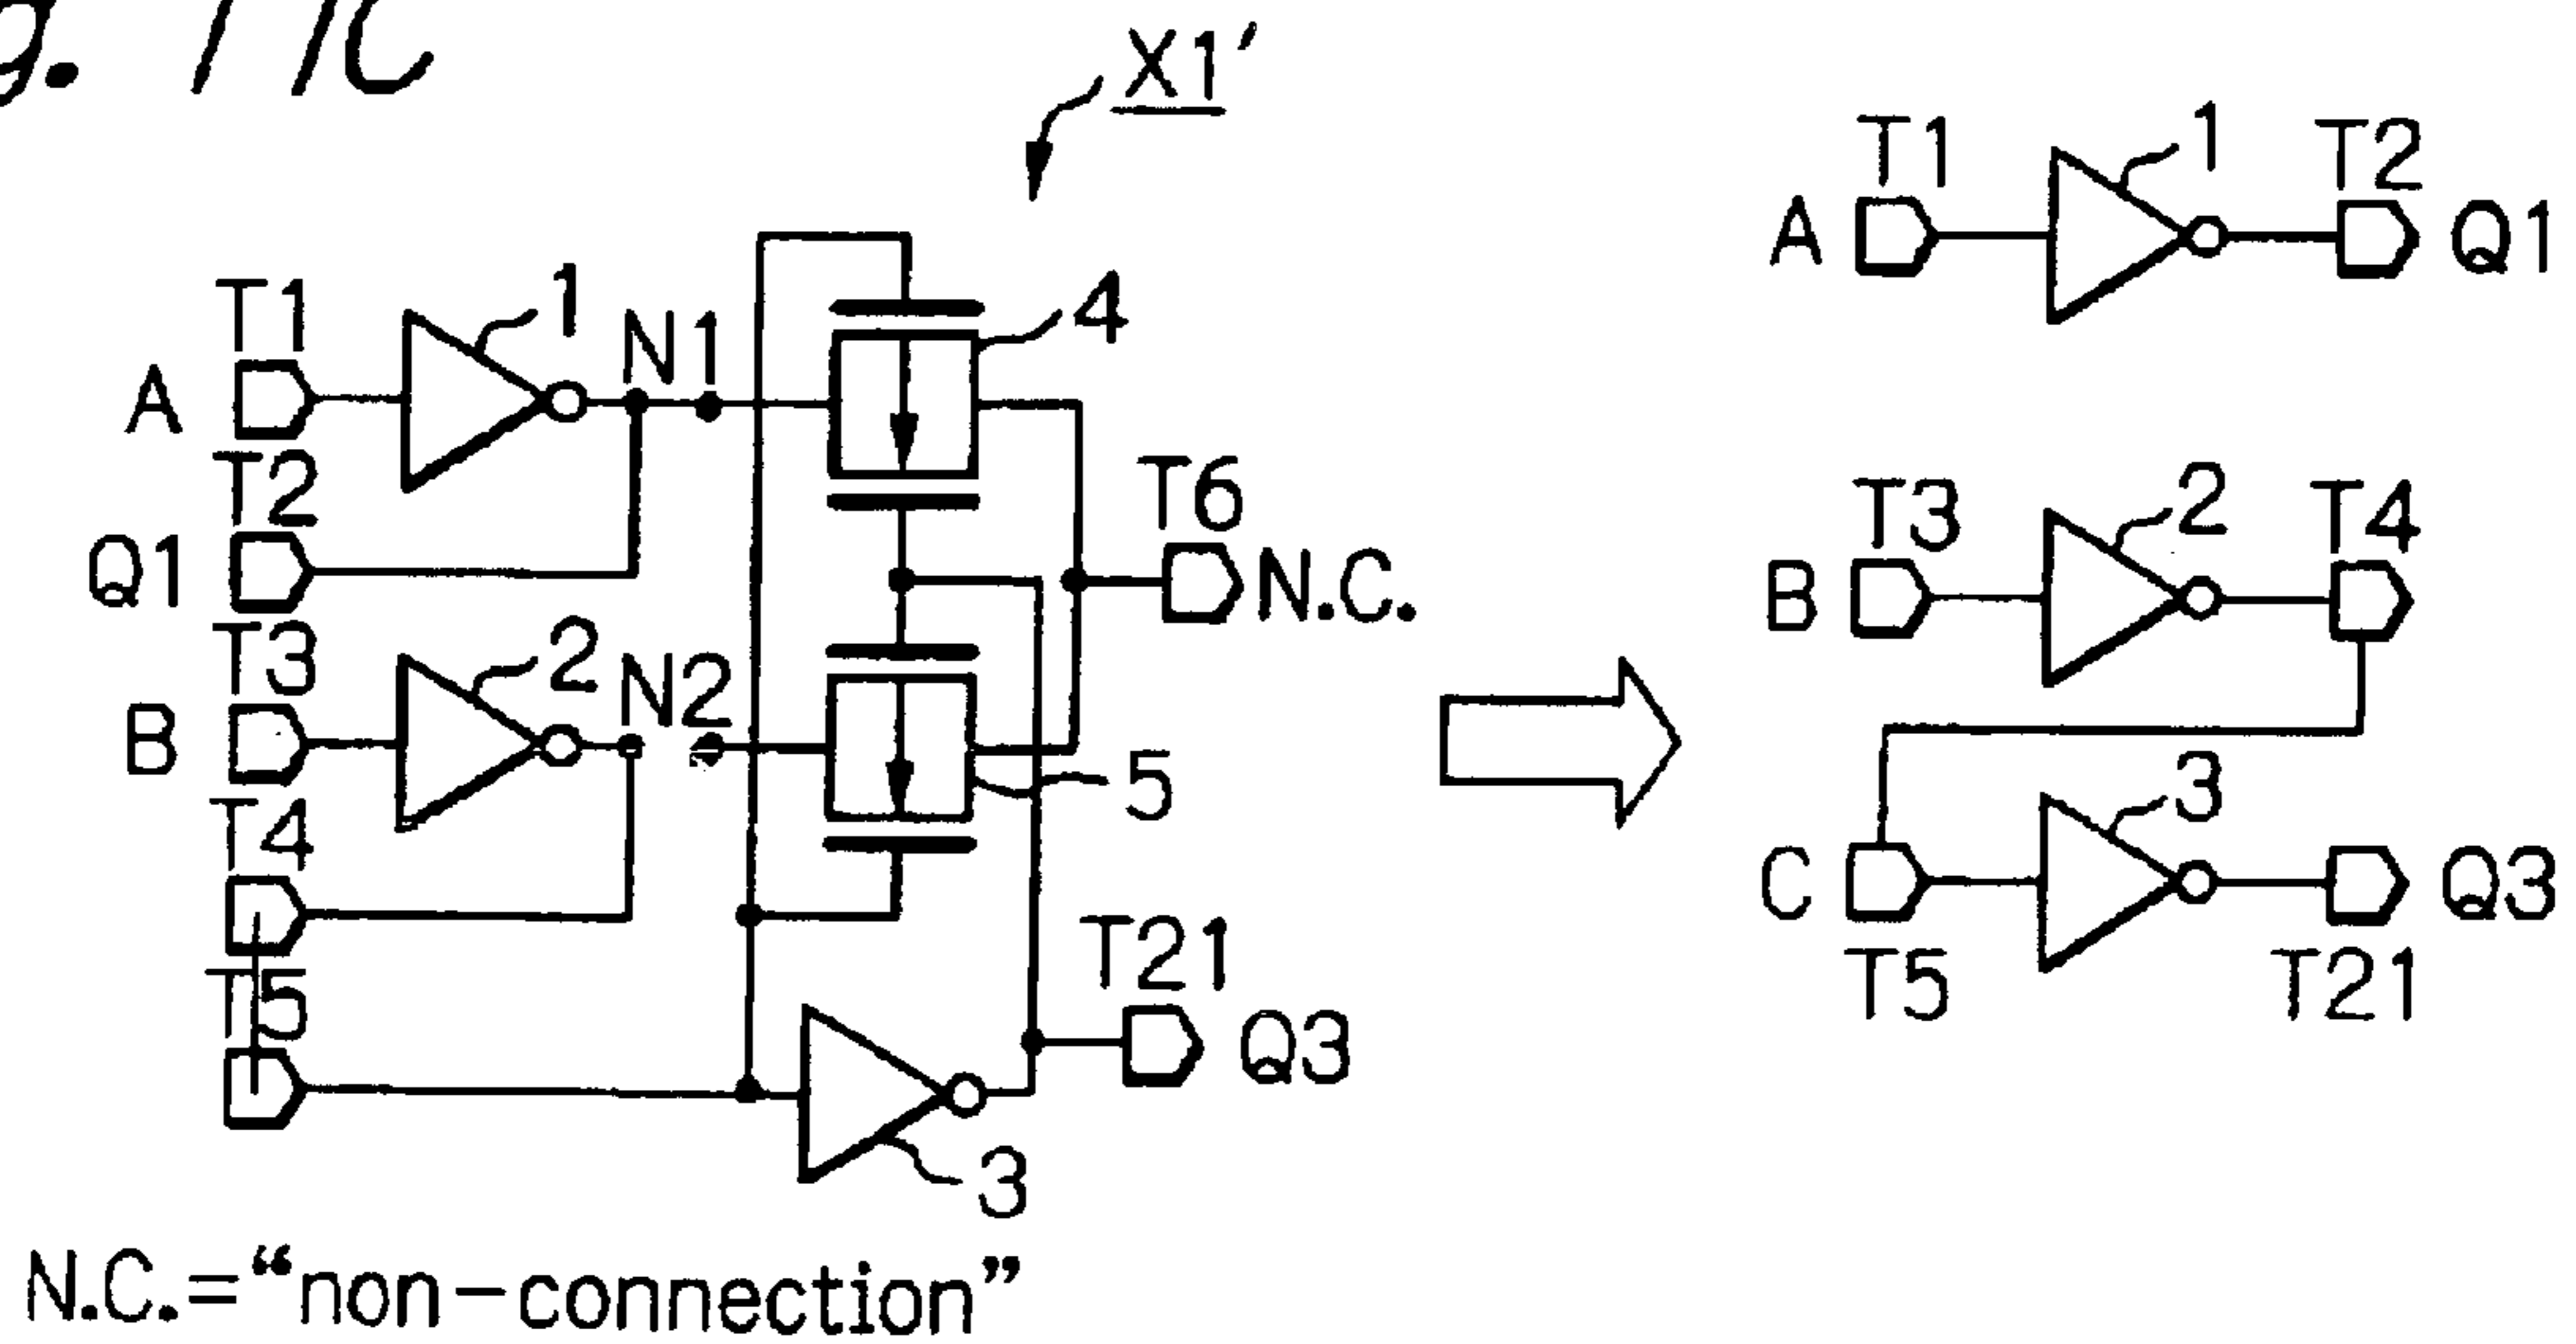 g. 11C
X1'
T1
A
1
N1
4
T2
Q1
T6
N.C.
T3
B
2
N2
5
T4
T5
T21
Q3
3
N.C.="non-connection"
T1
A
1
T2
Q1
T3
B
2
T4
3
C
Q3
T5
T21